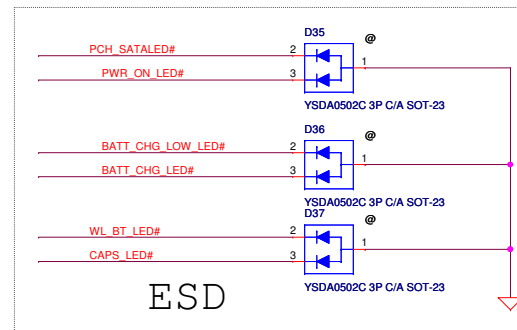 D35
@
PCH_SATALED#
2
1
PWR_ON_LED#
3
YSDA0502C 3P C/A SOT-23
D36
@
BATT_CHG_LOW_LED#
2
1
BATT_CHG_LED#
3
YSDA0502C 3P C/A SOT-23
D37
@
WL_BT_LED#
2
1
CAPS_LED#
3
YSDA0502C 3P C/A SOT-23
ESD